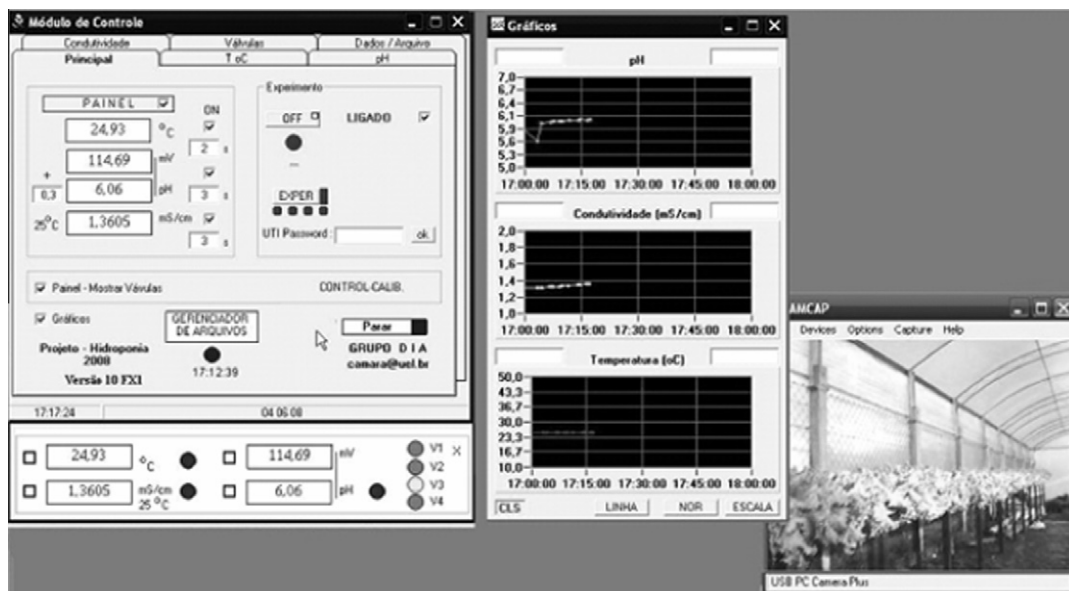 Módulo de Controle
Condutividade Válvulas Dados / Arquivo
Principal T oC pH
PAINEL
ON
24,93 °C
2 s
114,69 mV
+
0,3
6,06 pH
3 s
25°C 1,3605 mS/cm
3 s
Experimento
OFF LIGADO
EXPER
UTI Password: ok
Painel - Mostrar Vávulas CONTROL-CALIB.
Gráficos
GERENCIADOR
DE ARQUIVOS
17:12:39
Projeto - Hidroponia
2008
Versão 10 FX1
Parar
GRUPO D I A
camara@uel.br
17:17:24 04 06 08
24,93 °C 114,69 mV
1,3605 mS/cm 6,06 pH
25 °C
V1 X
V2
V3
V4
Gráficos
pH
7,0
6,7
6,4
6,1
5,9
5,6
5,3
5,0
17:00:00 17:15:00 17:30:00 17:45:00 18:00:00
Condutividade (mS/cm)
2,0
1,8
1,6
1,4
1,2
1,0
17:00:00 17:15:00 17:30:00 17:45:00 18:00:00
Temperatura (oC)
50,0
43,3
36,7
30,0
23,3
16,7
10,0
17:00:00 17:15:00 17:30:00 17:45:00 18:00:00
CLS LINHA NOR ESCALA
AMCAP
Devices Options Capture Help
USB PC Camera Plus